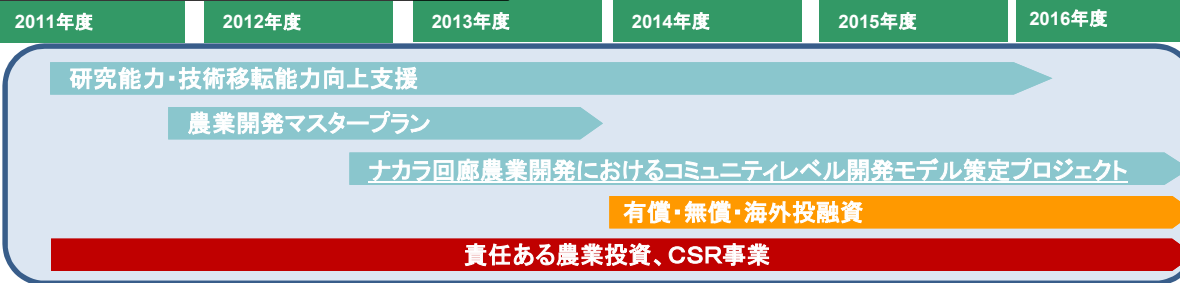 2011年度 2012年度 2013年度 2014年度 2015年度 2016年度
研究能力・技術移転能力向上支援
農業開発マスタープラン
ナカラ回廊農業開発におけるコミュニティレベル開発モデル策定プロジェクト
有償・無償・海外投融資
責任ある農業投資、CSR事業